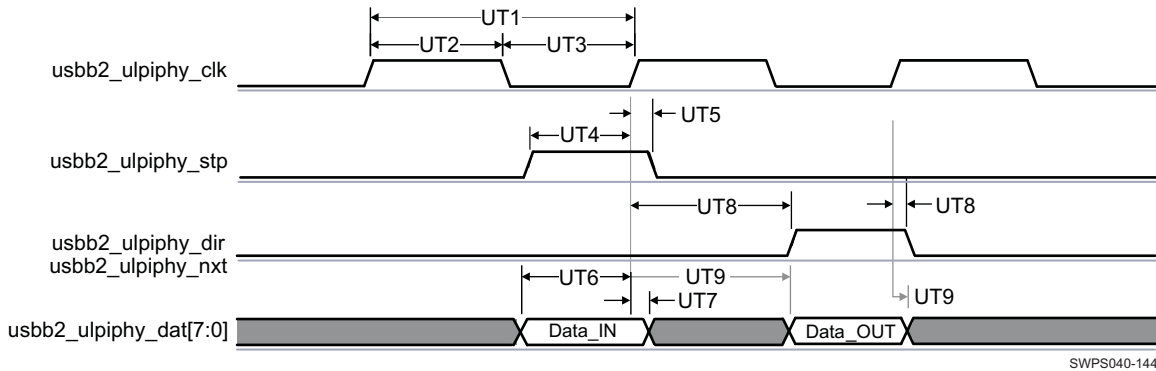 UT1
UT2
UT3
usbb2_ulpiphy_clk
UT5
UT4
usbb2_ulpiphy_stp
UT8
UT8
usbb2_ulpiphy_dir
usbb2_ulpiphy_nxt
UT6
UT9
UT7
UT9
usbb2_ulpiphy_dat[7:0]
Data_IN
Data_OUT
SWPS040-144